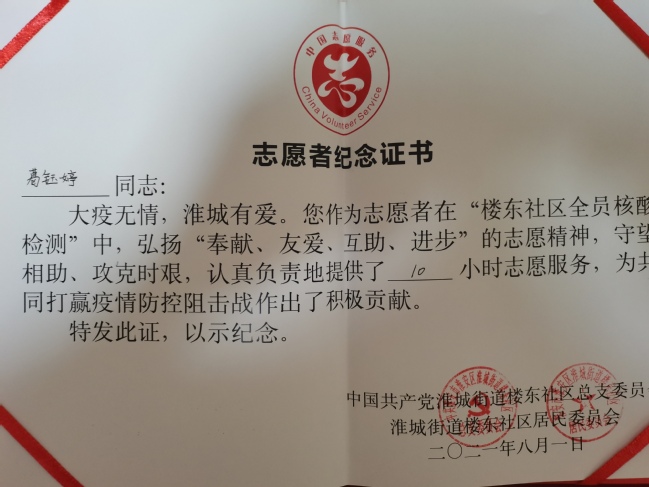 中国志愿服务
志
China Volunteer Service
志愿者纪念证书
葛钰婷 同志：
大疫无情，淮城有爱。您作为志愿者在“楼东社区全员核酸
检测”中，弘扬“奉献、友爱、互助、进步”的志愿精神，守望
相助、攻克时艰，认真负责地提供了 10 小时志愿服务，为共
同打赢疫情防控阻击战作出了积极贡献。
特发此证，以示纪念。
中国共产党淮城街道楼东社区总支委员
淮城街道楼东社区居民委员会
二〇二一年八月一日